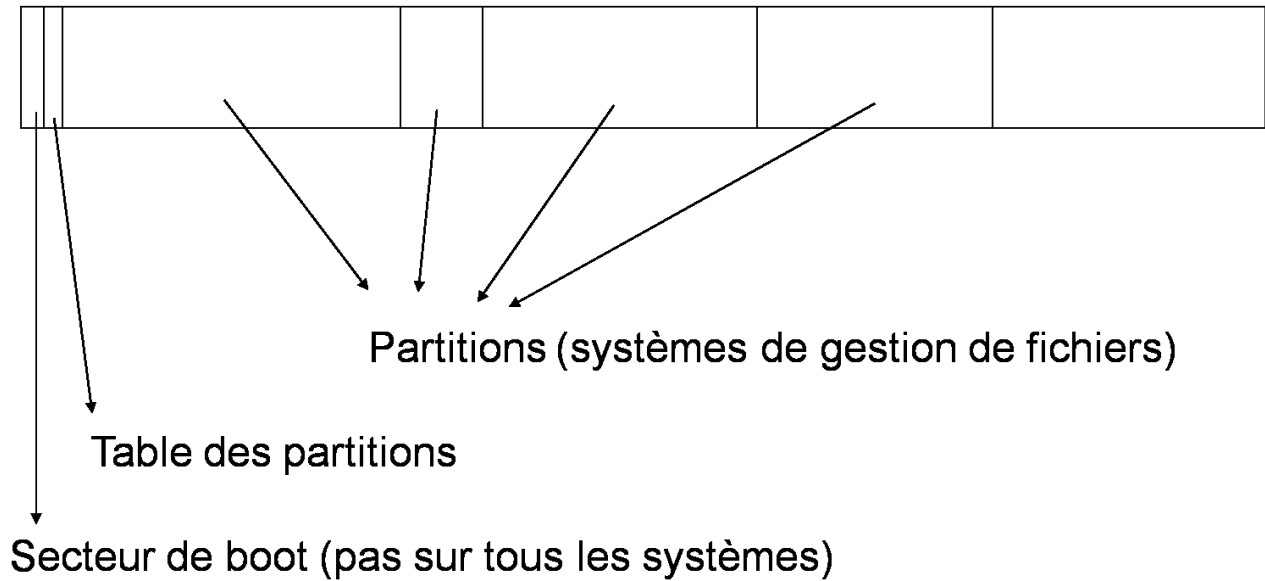 Partitions (systèmes de gestion de fichiers)
Table des partitions
Secteur de boot (pas sur tous les systèmes)